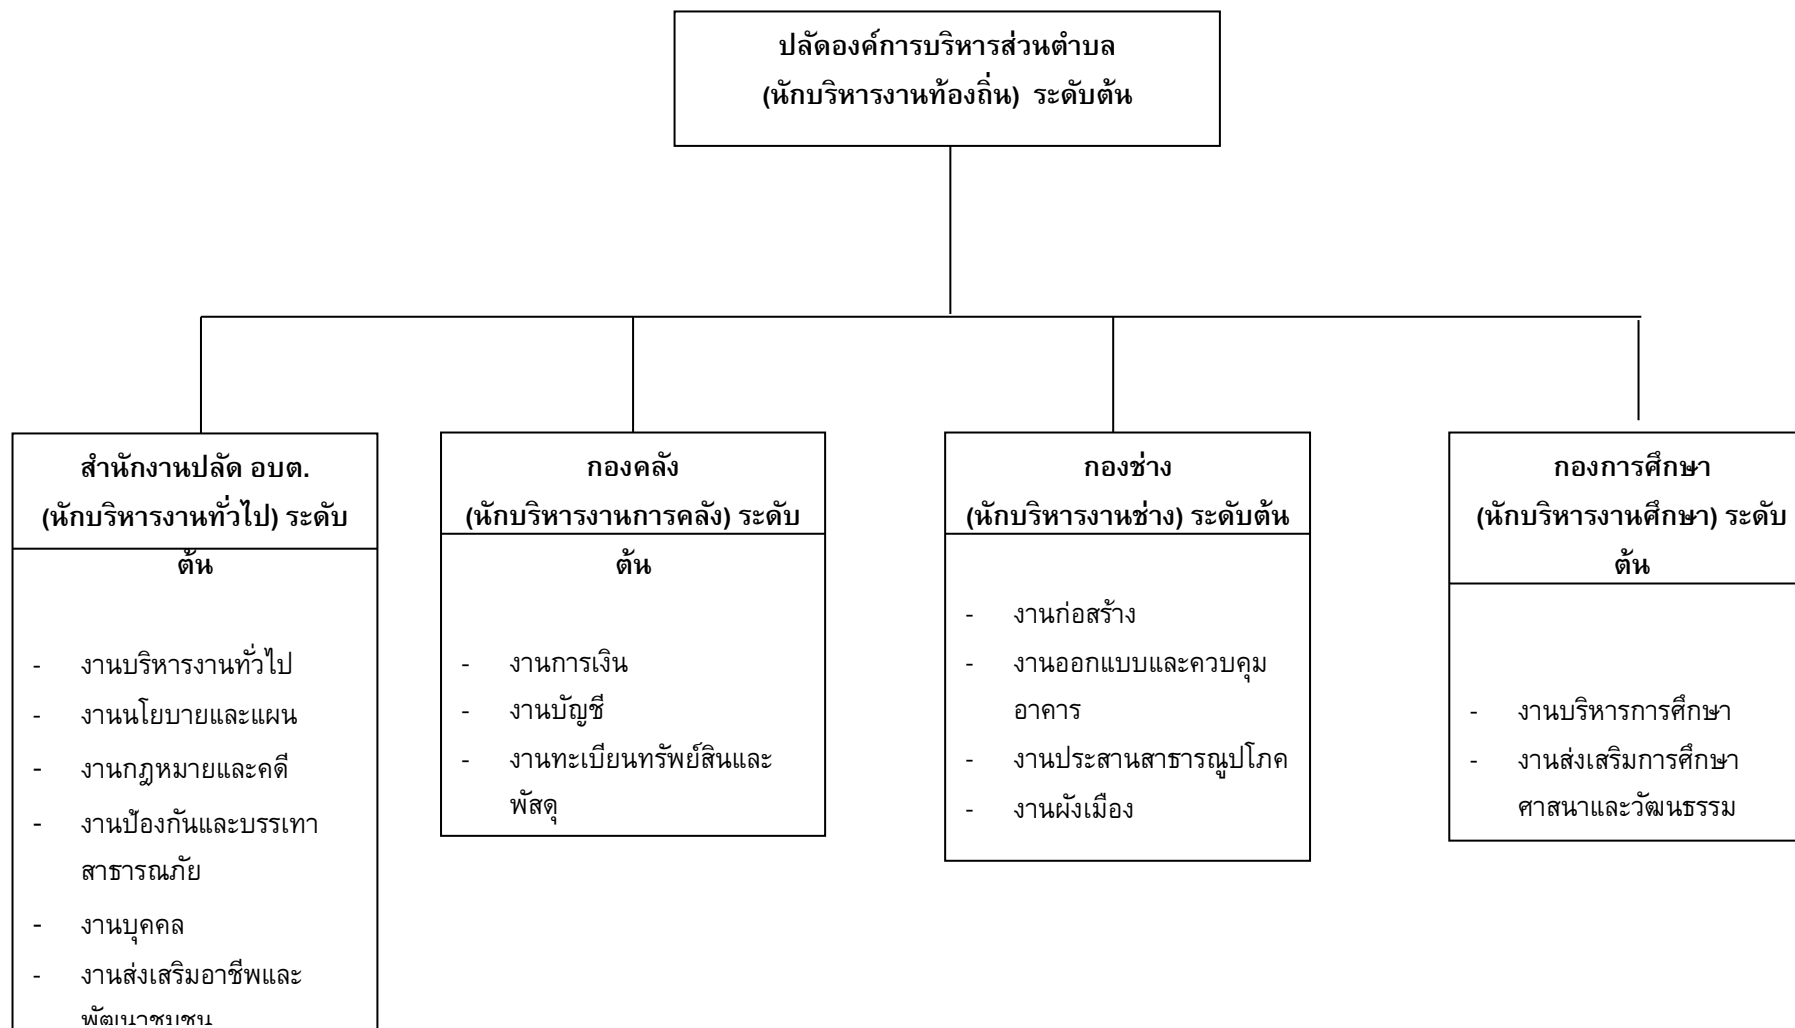 ปลัดองค์การบริหารส่วนตำบล
(นักบริหารงานท้องถิ่น) ระดับต้น
สำนักงานปลัด อบต.
(นักบริหารงานทั่วไป) ระดับ
ต้น
- งานบริหารงานทั่วไป
- งานนโยบายและแผน
- งานกฎหมายและคดี
- งานป้องกันและบรรเทา
สาธารณภัย
- งานบุคคล
- งานส่งเสริมอาชีพและ
พัฒนาชุมชน
กองคลัง
(นักบริหารงานการคลัง) ระดับ
ต้น
- งานการเงิน
- งานบัญชี
- งานทะเบียนทรัพย์สินและ
พัสดุ
กองช่าง
(นักบริหารงานช่าง) ระดับต้น
- งานก่อสร้าง
- งานออกแบบและควบคุม
อาคาร
- งานประสานสาธารณูปโภค
- งานผังเมือง
กองการศึกษา
(นักบริหารงานศึกษา) ระดับ
ต้น
- งานบริหารการศึกษา
- งานส่งเสริมการศึกษา
ศาสนาและวัฒนธรรม